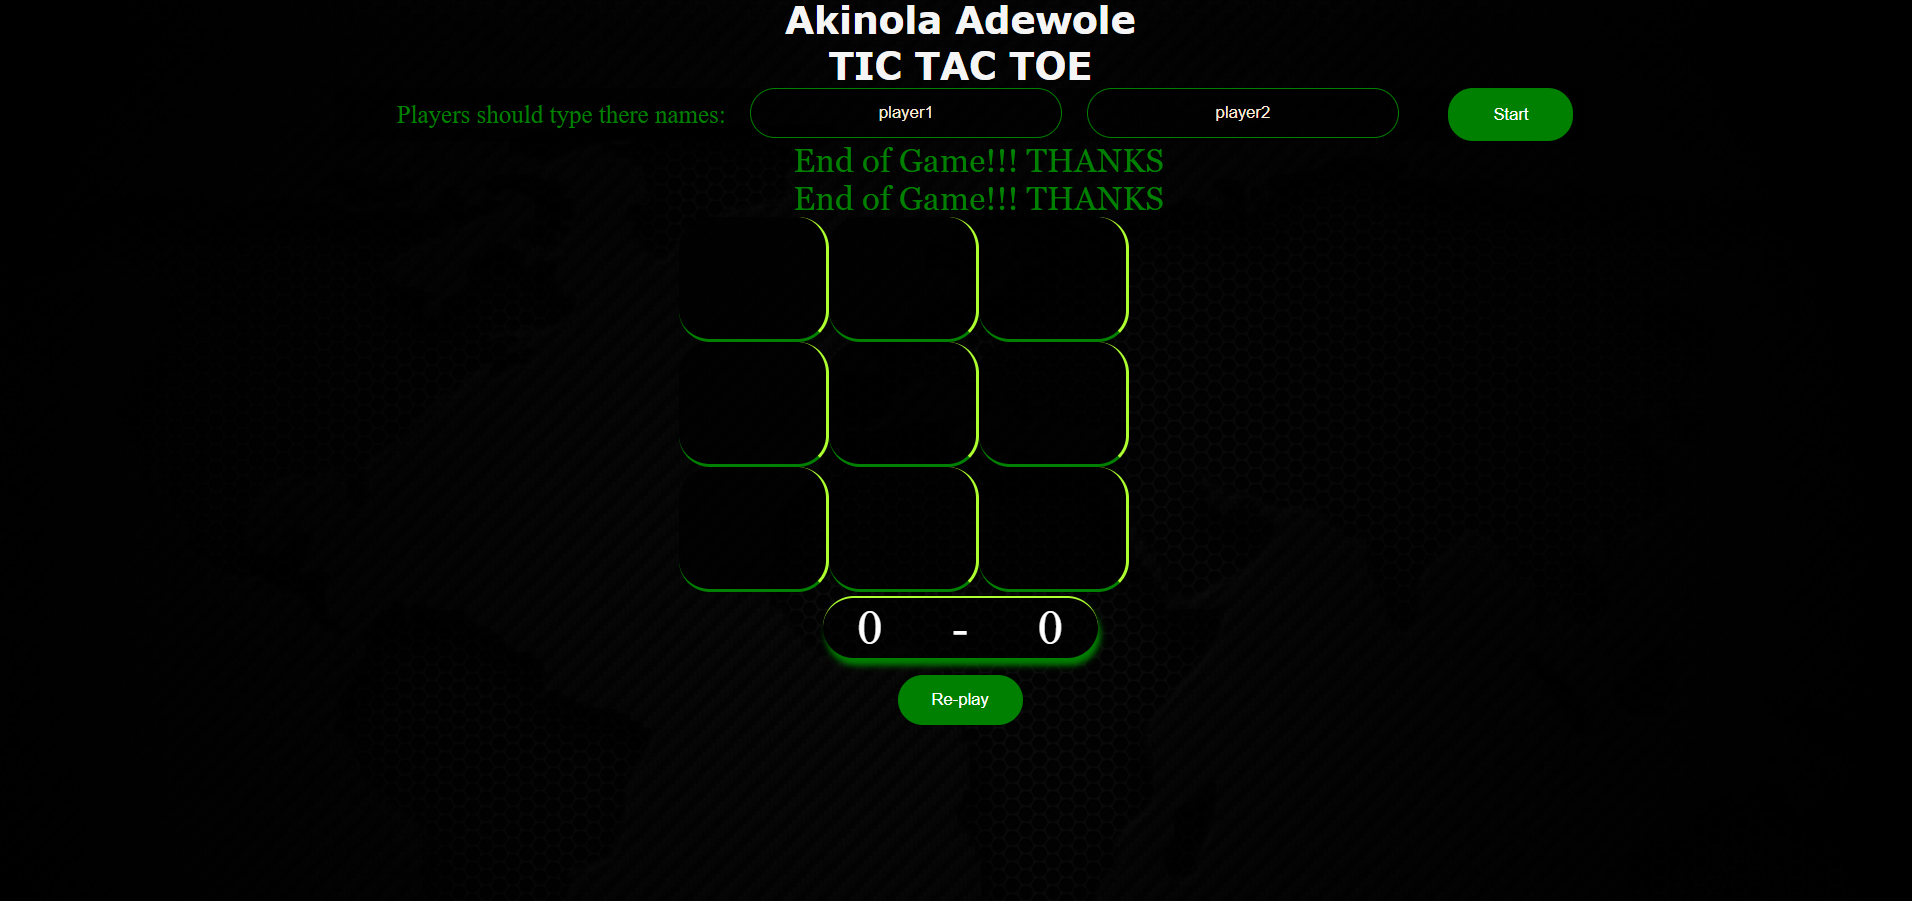 Akinola Adewole
TIC TAC TOE
Players should type there names: player1 player2 Start
End of Game!!! THANKS
End of Game!!! THANKS
0 - 0
Re-play